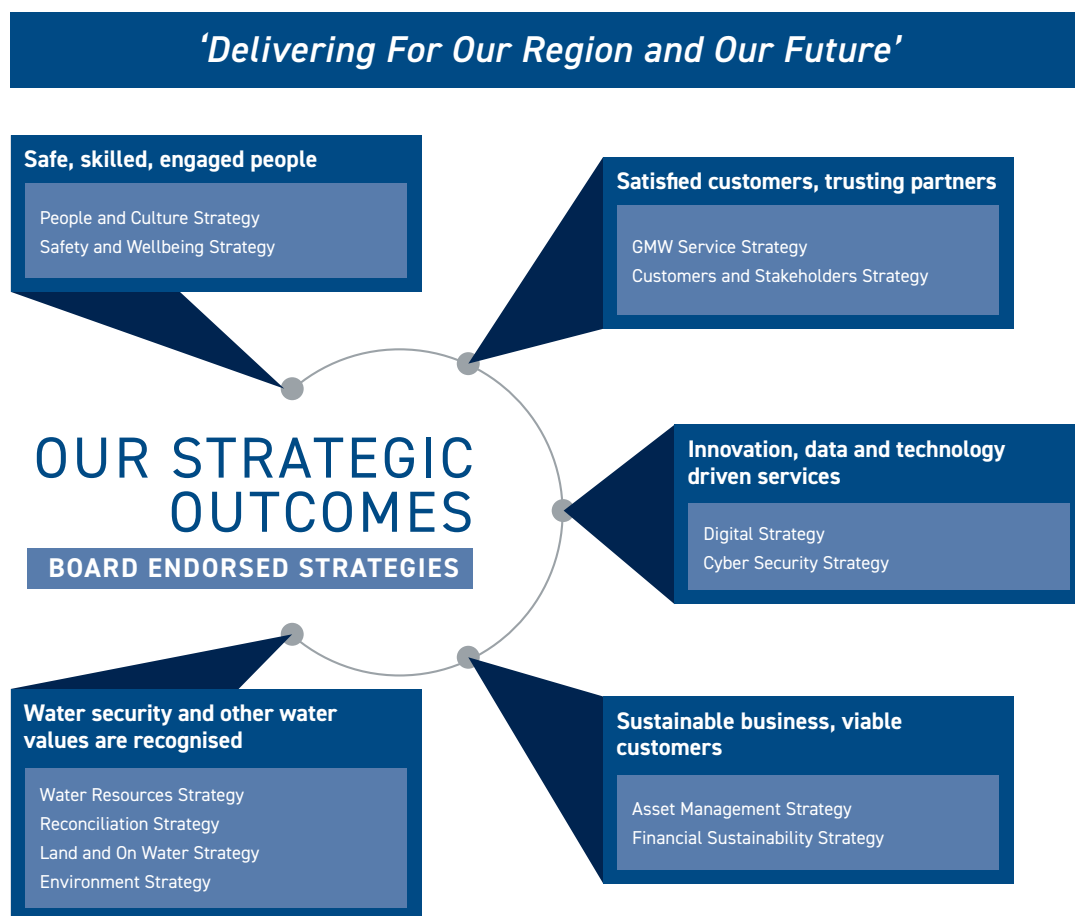 ‘Delivering For Our Region and Our Future’
Safe, skilled, engaged people
People and Culture Strategy
Safety and Wellbeing Strategy
Satisfied customers, trusting partners
GMW Service Strategy
Customers and Stakeholders Strategy
OUR STRATEGIC
OUTCOMES
BOARD ENDORSED STRATEGIES
Innovation, data and technology
driven services
Digital Strategy
Cyber Security Strategy
Water security and other water
values are recognised
Water Resources Strategy
Reconciliation Strategy
Land and On Water Strategy
Environment Strategy
Sustainable business, viable
customers
Asset Management Strategy
Financial Sustainability Strategy